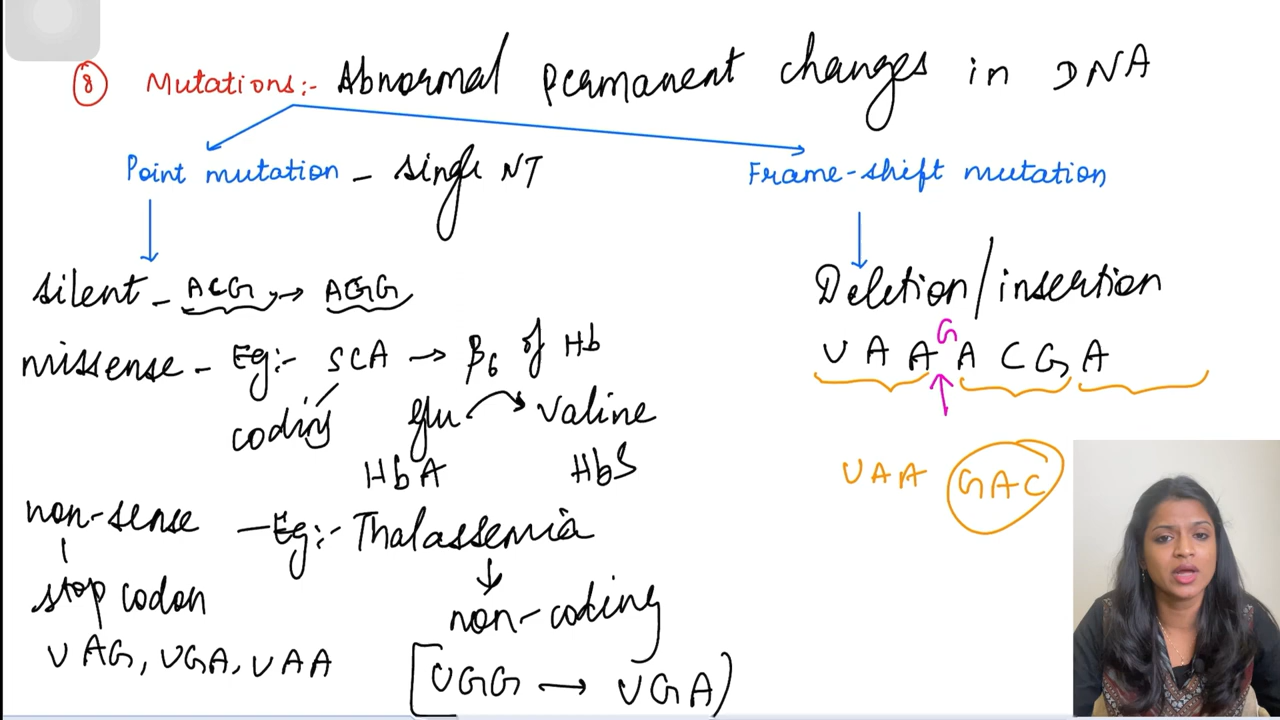 8 Mutations:- Abnormal permanent changes in DNA
Point mutation - single NT
Frame-shift mutation
silent - ACG → AGG
missense - Eg:- SCA → β6 of Hb
coding glu → valine
HbA HbS
non-sense - Eg:- Thalassemia
stop codon
non-coding
UAG, UGA, UAA
[UGG → UGA)
Deletion/insertion
G
U A A A C G A
UAA GAC